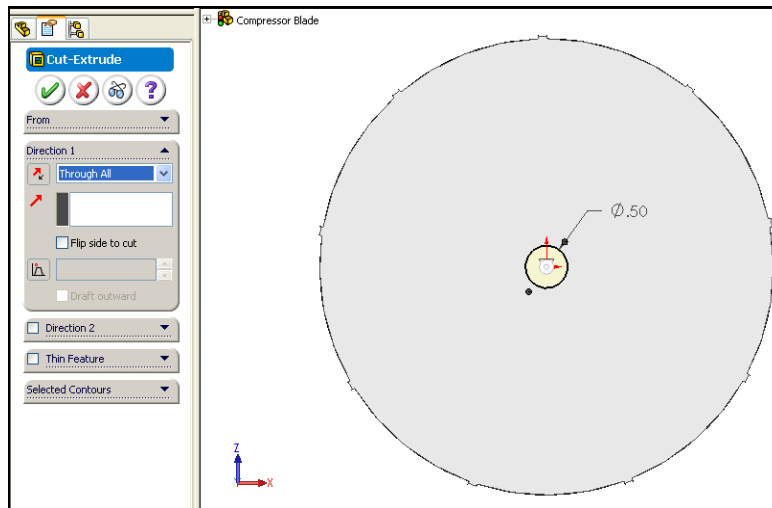 Compressor Blade
Cut-Extrude
?
From
Direction 1
Through All
Flip side to cut
Draft outward
Direction 2
Thin Feature
Selected Contours
Ø.50
Z
X